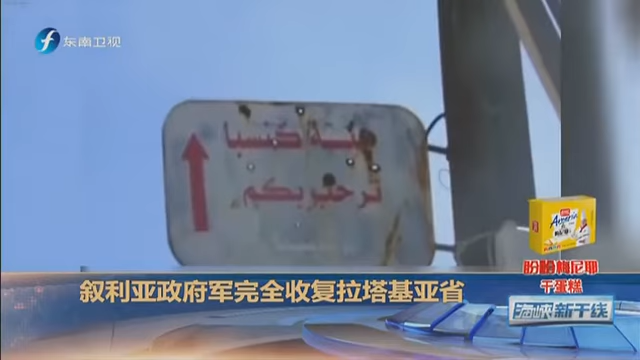 东南卫视
كنسبا
ترحب بكم
盼盼梅尼耶
干蛋糕
叙利亚政府军完全收复拉塔基亚省
海峡新干线